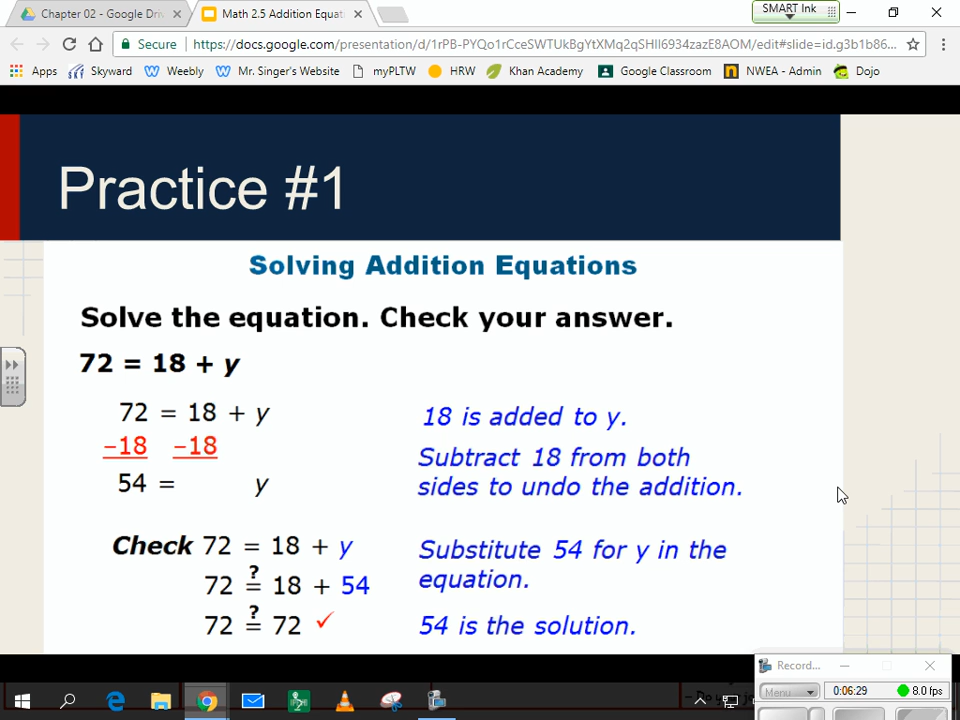 Chapter 02 - Google Dri
Math 2.5 Addition Equat
SMART Ink
Secure
https://docs.google.com/presentation/d/1rPB-PYQo1rCceSWTUkBgYtXMq2qSHII6934zazE8AOM/edit#slide=id.g3b1b86...
Apps
Skyward
Weebly
Mr. Singer's Website
myPLTW
HRW
Khan Academy
Google Classroom
NWEA - Admin
Dojo
Practice #1
Solving Addition Equations
Solve the equation. Check your answer.
72 = 18 + y
72 = 18 + y
18 is added to y.
–18 –18
Subtract 18 from both
sides to undo the addition.
54 = y
Check 72 = 18 + y
Substitute 54 for y in the
equation.
72 ≟ 18 + 54
72 ≟ 72 ✓
54 is the solution.
Record...
Menu
0:06:29
8.0 fps